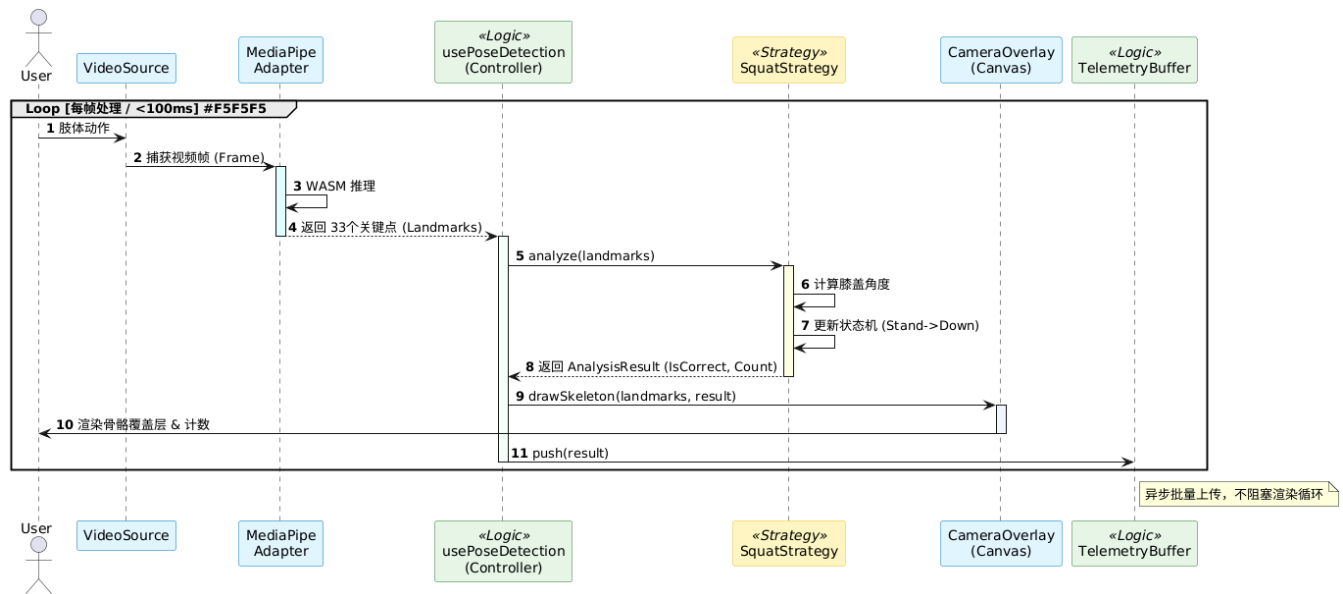 User
VideoSource
MediaPipe
Adapter
«Logic»
usePoseDetection
(Controller)
«Strategy»
SquatStrategy
CameraOverlay
(Canvas)
«Logic»
TelemetryBuffer
Loop [每帧处理 / <100ms] #F5F5F5
1 肢体动作
2 捕获视频帧 (Frame)
3 WASM 推理
4 返回 33个关键点 (Landmarks)
5 analyze(landmarks)
6 计算膝盖角度
7 更新状态机 (Stand->Down)
8 返回 AnalysisResult (IsCorrect, Count)
9 drawSkeleton(landmarks, result)
10 渲染骨骼覆盖层 & 计数
11 push(result)
异步批量上传，不阻塞渲染循环
User
VideoSource
MediaPipe
Adapter
«Logic»
usePoseDetection
(Controller)
«Strategy»
SquatStrategy
CameraOverlay
(Canvas)
«Logic»
TelemetryBuffer